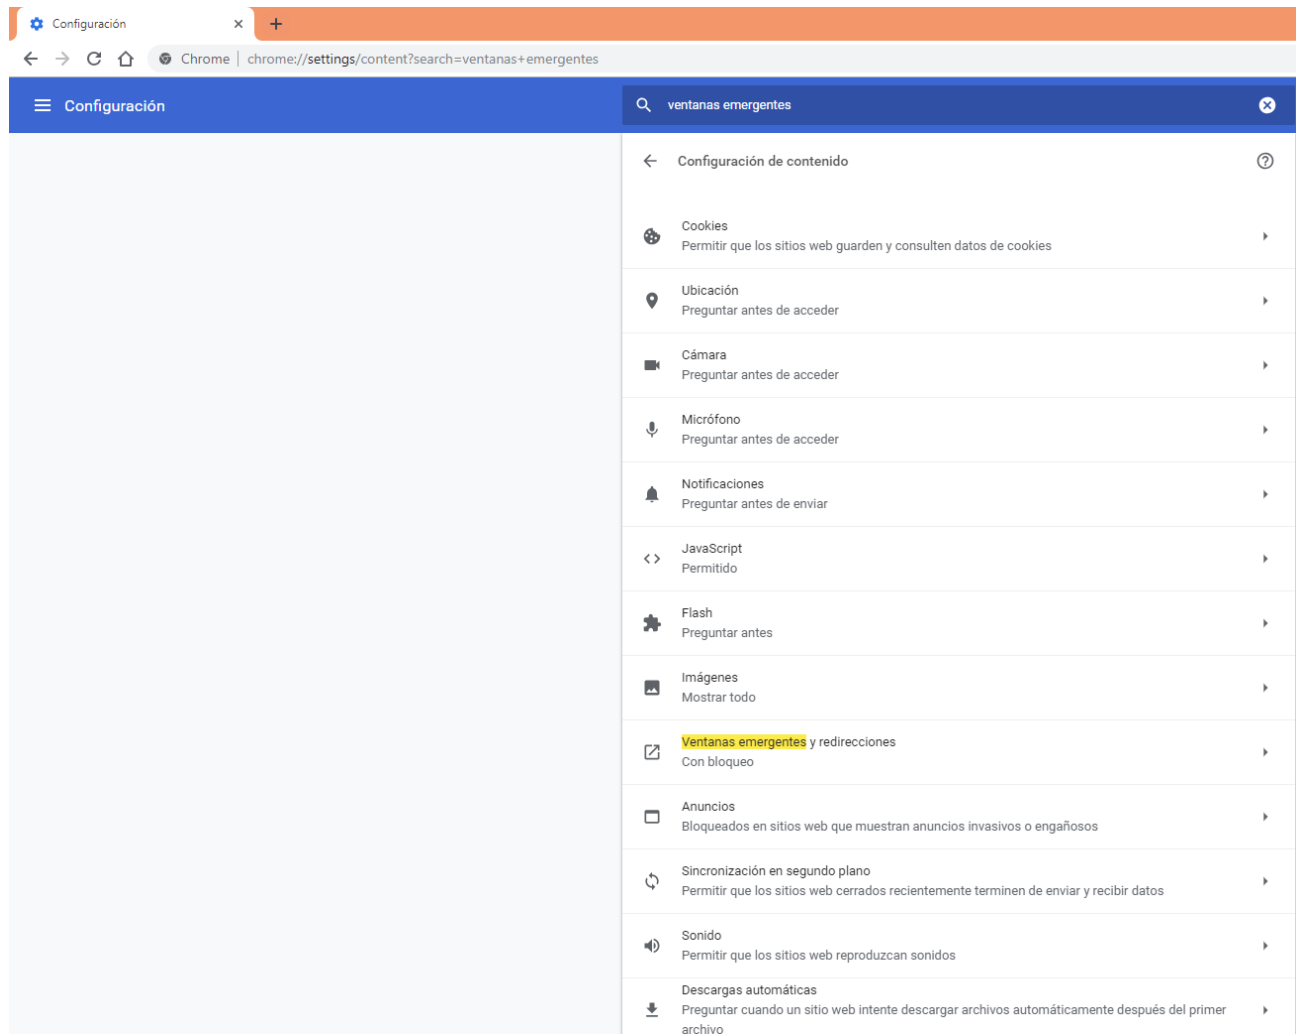 Configuración
Chrome | chrome://settings/content?search=ventanas+emergentes
Configuración
ventanas emergentes
Configuración de contenido
Cookies
Permitir que los sitios web guarden y consulten datos de cookies
Ubicación
Preguntar antes de acceder
Cámara
Preguntar antes de acceder
Micrófono
Preguntar antes de acceder
Notificaciones
Preguntar antes de enviar
JavaScript
Permitido
Flash
Preguntar antes
Imágenes
Mostrar todo
Ventanas emergentes y redirecciones
Con bloqueo
Anuncios
Bloqueados en sitios web que muestran anuncios invasivos o engañosos
Sincronización en segundo plano
Permitir que los sitios web cerrados recientemente terminen de enviar y recibir datos
Sonido
Permitir que los sitios web reproduzcan sonidos
Descargas automáticas
Preguntar cuando un sitio web intente descargar archivos automáticamente después del primer
archivo